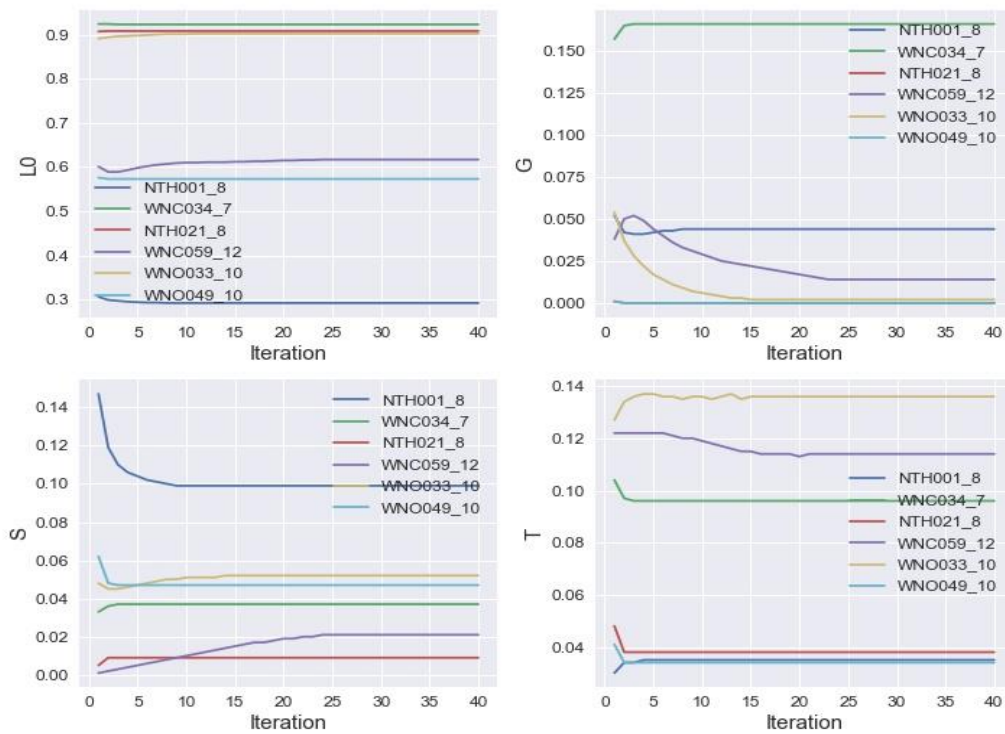 0.9
0.8
0.7
0.6
0.5
0.4
0.3
L0
NTH001_8
WNC034_7
NTH021_8
WNC059_12
WNO033_10
WNO049_10
0 5 10 15 20 25 30 35 40
Iteration
0.150
0.125
0.100
0.075
0.050
0.025
0.000
G
NTH001_8
WNC034_7
NTH021_8
WNC059_12
WNO033_10
WNO049_10
0 5 10 15 20 25 30 35 40
Iteration
0.14
0.12
0.10
0.08
0.06
0.04
0.02
0.00
S
NTH001_8
WNC034_7
NTH021_8
WNC059_12
WNO033_10
WNO049_10
0 5 10 15 20 25 30 35 40
Iteration
0.14
0.12
0.10
0.08
0.06
0.04
T
NTH001_8
WNC034_7
NTH021_8
WNC059_12
WNO033_10
WNO049_10
0 5 10 15 20 25 30 35 40
Iteration